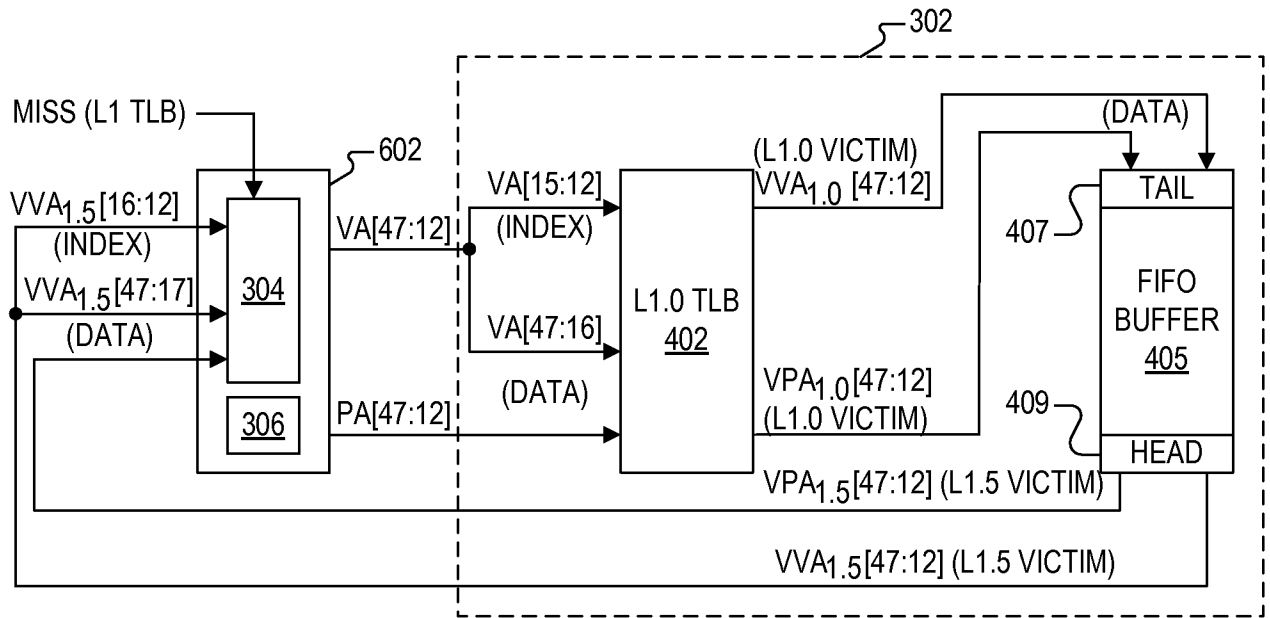 302
MISS (L1 TLB)
602
(DATA)
(L1.0 VICTIM)
VVA1.5[16:12]
VA[15:12]
VVA1.0 [47:12]
TAIL
(INDEX)
VA[47:12]
(INDEX)
407
VVA1.5[47:17]
304
L1.0 TLB
402
FIFO
BUFFER
405
(DATA)
VA[47:16]
(DATA)
VPA1.0[47:12]
(L1.0 VICTIM)
409
306
PA[47:12]
HEAD
VPA1.5[47:12] (L1.5 VICTIM)
VVA1.5[47:12] (L1.5 VICTIM)